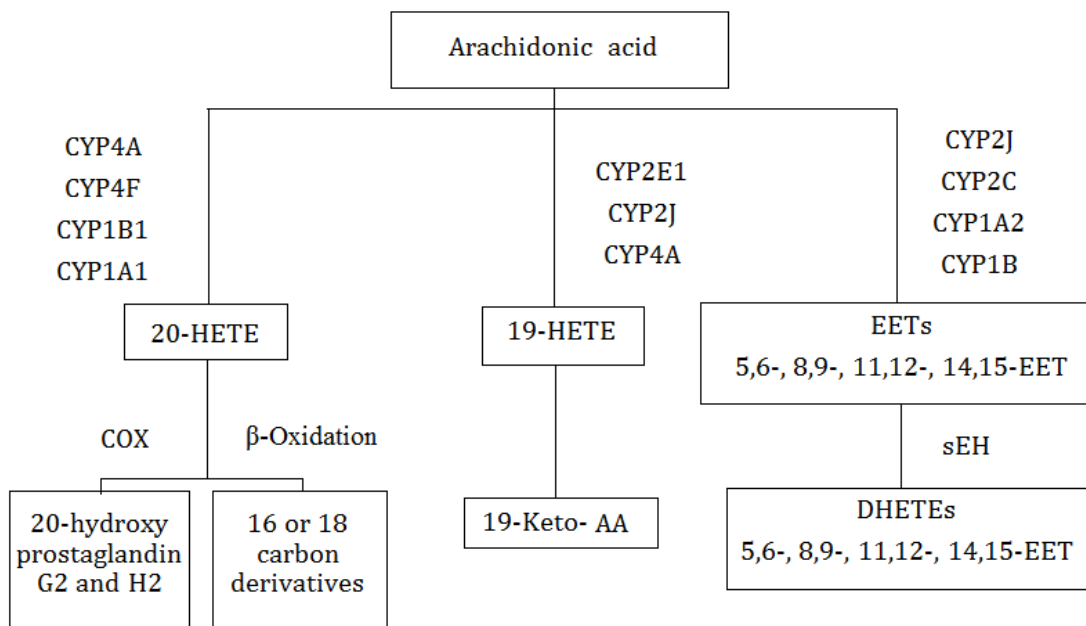 Arachidonic acid
CYP4A
CYP4F
CYP1B1
CYP1A1
CYP2E1
CYP2J
CYP4A
CYP2J
CYP2C
CYP1A2
CYP1B
20-HETE
19-HETE
EETs
5,6-, 8,9-, 11,12-, 14,15-EET
COX
β-Oxidation
sEH
20-hydroxy
prostaglandin
G2 and H2
16 or 18
carbon
derivatives
19-Keto- AA
DHETEs
5,6-, 8,9-, 11,12-, 14,15-EET